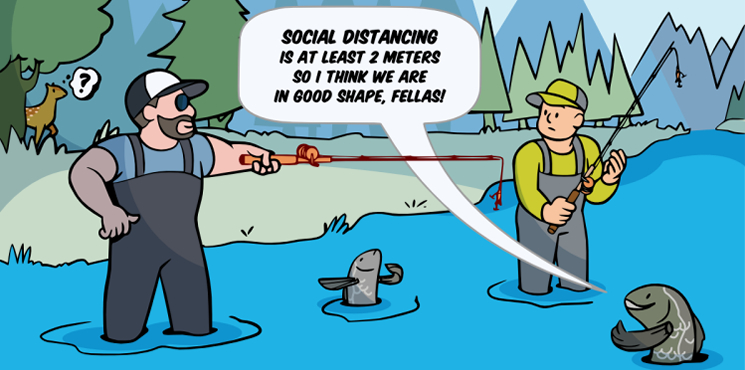 SOCIAL DISTANCING
IS AT LEAST 2 METERS
SO I THINK WE ARE
IN GOOD SHAPE, FELLAS!
?